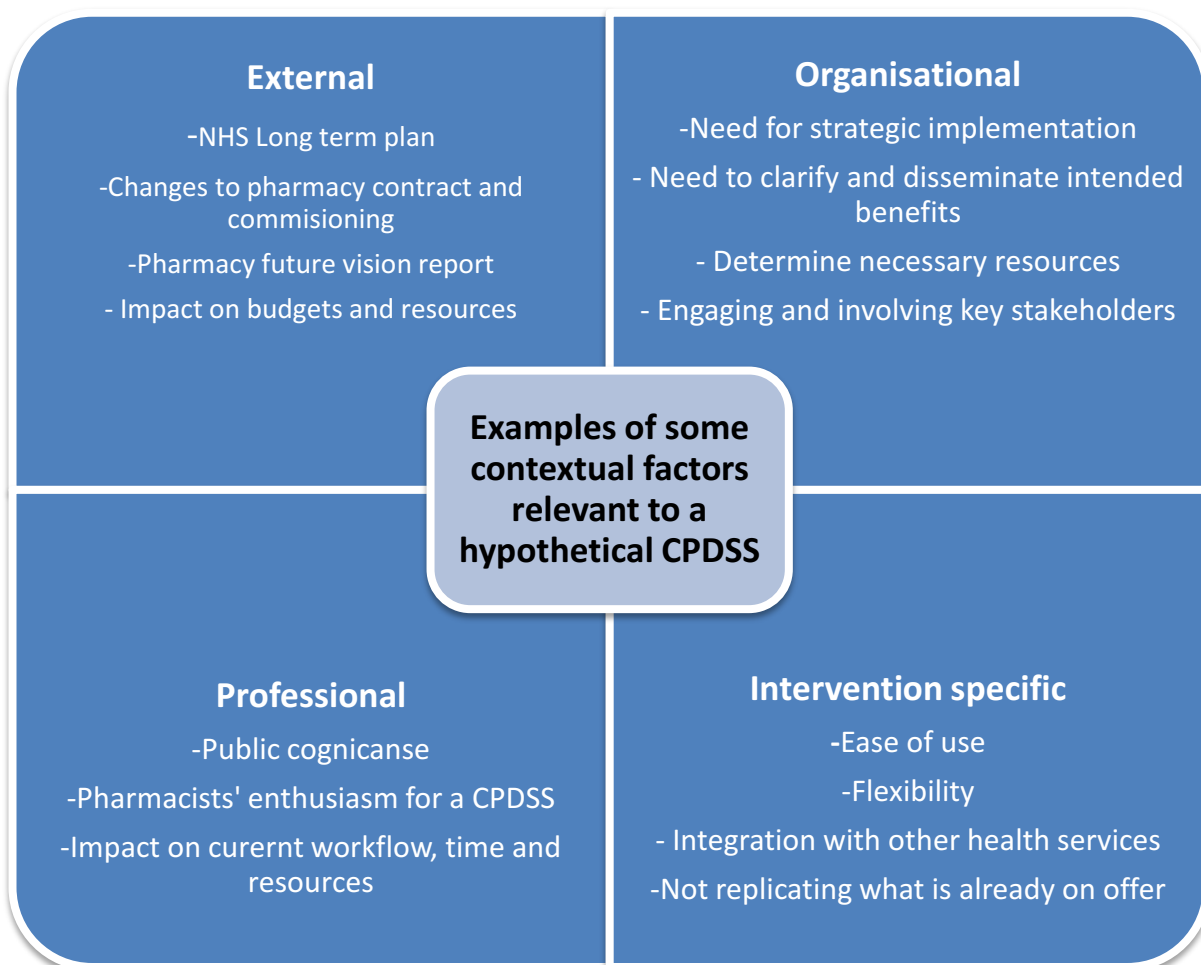 External
-NHS Long term plan
-Changes to pharmacy contract and
commisioning
-Pharmacy future vision report
- Impact on budgets and resources
Organisational
-Need for strategic implementation
- Need to clarify and disseminate intended
benefits
- Determine necessary resources
- Engaging and involving key stakeholders
Examples of some
contextual factors
relevant to a
hypothetical CPDSS
Professional
-Public cognicanse
-Pharmacists' enthusiasm for a CPDSS
-Impact on curernt workflow, time and
resources
Intervention specific
-Ease of use
-Flexibility
- Integration with other health services
-Not replicating what is already on offer